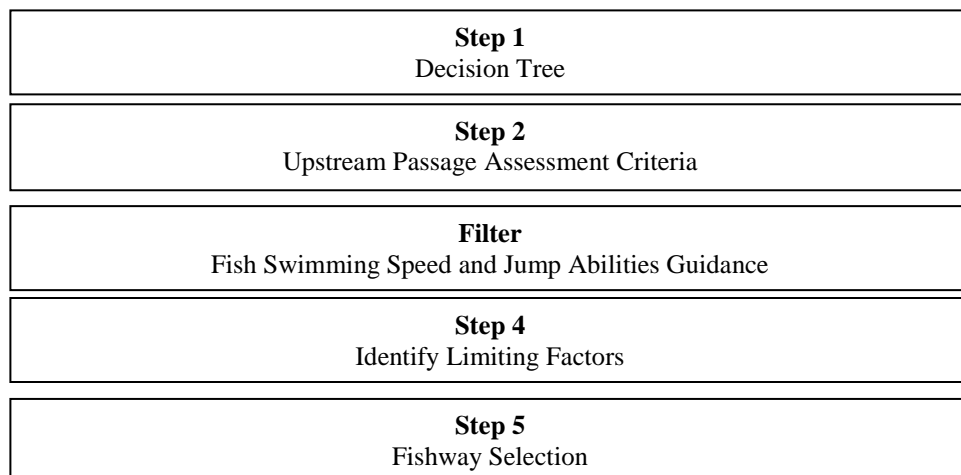 Step 1
Decision Tree
Step 2
Upstream Passage Assessment Criteria
Filter
Fish Swimming Speed and Jump Abilities Guidance
Step 4
Identify Limiting Factors
Step 5
Fishway Selection